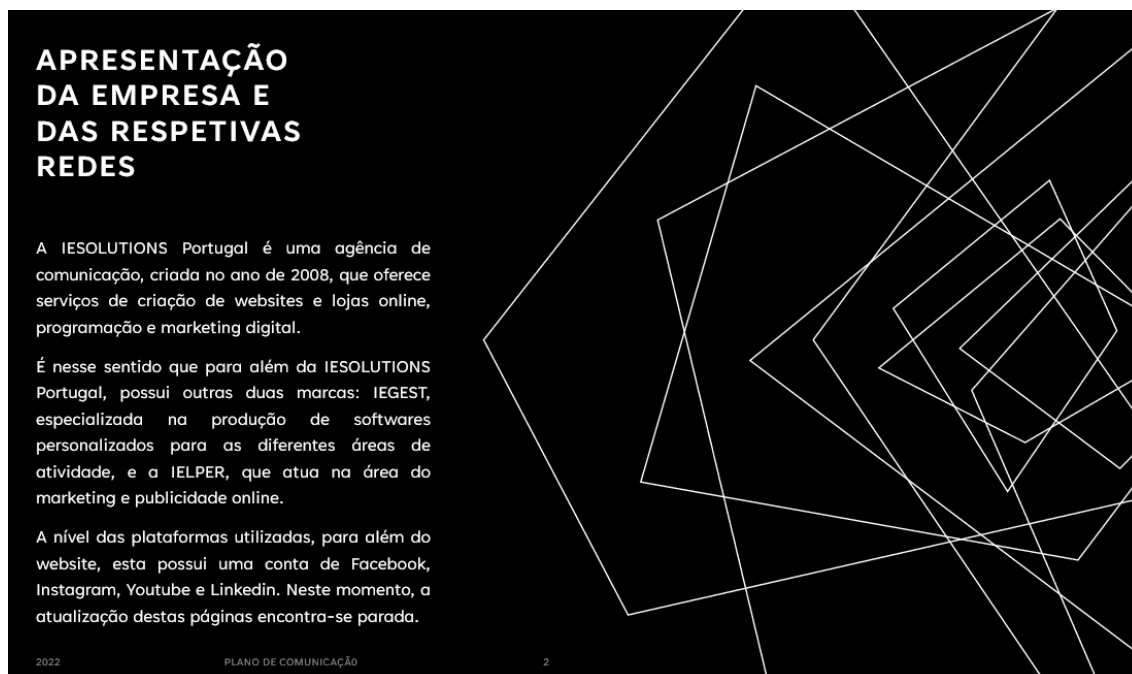 APRESENTAÇÃO
DA EMPRESA E
DAS RESPETIVAS
REDES
A IESOLUTIONS Portugal é uma agência de
comunicação, criada no ano de 2008, que oferece
serviços de criação de websites e lojas online,
programação e marketing digital.
É nesse sentido que para além da IESOLUTIONS
Portugal, possui outras duas marcas: IEGEST,
especializada na produção de softwares
personalizados para as diferentes áreas de
atividade, e a IELPER, que atua na área do
marketing e publicidade online.
A nível das plataformas utilizadas, para além do
website, esta possui uma conta de Facebook,
Instagram, Youtube e Linkedin. Neste momento, a
atualização destas páginas encontra-se parada.
2022 PLANO DE COMUNICAÇÃO 2